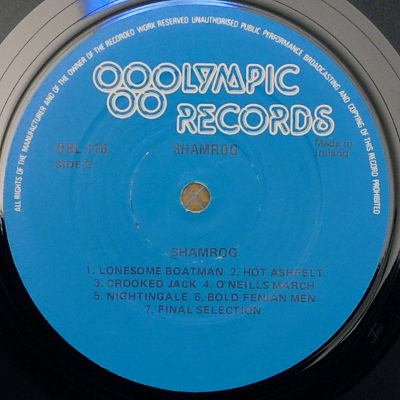 ALL RIGHTS OF THE MANUFACTURER AND OF THE OWNER OF THE RECORDED WORK RESERVED UNAUTHORISED PUBLIC PERFORMANCE BROADCASTING AND COPYING OF THIS RECORD PROHIBITED
OLYMPIC
RECORDS
SHAMROG
Made in
Ireland
SIDE
SHAMROG
1. LONESOME BOATMAN 2. HOT ASHFELT
3. CROOKED JACK 4. O'NEILLS MARCH
5. NIGHTINGALE 6. BOLD FENIAN MEN
7. FINAL SELECTION